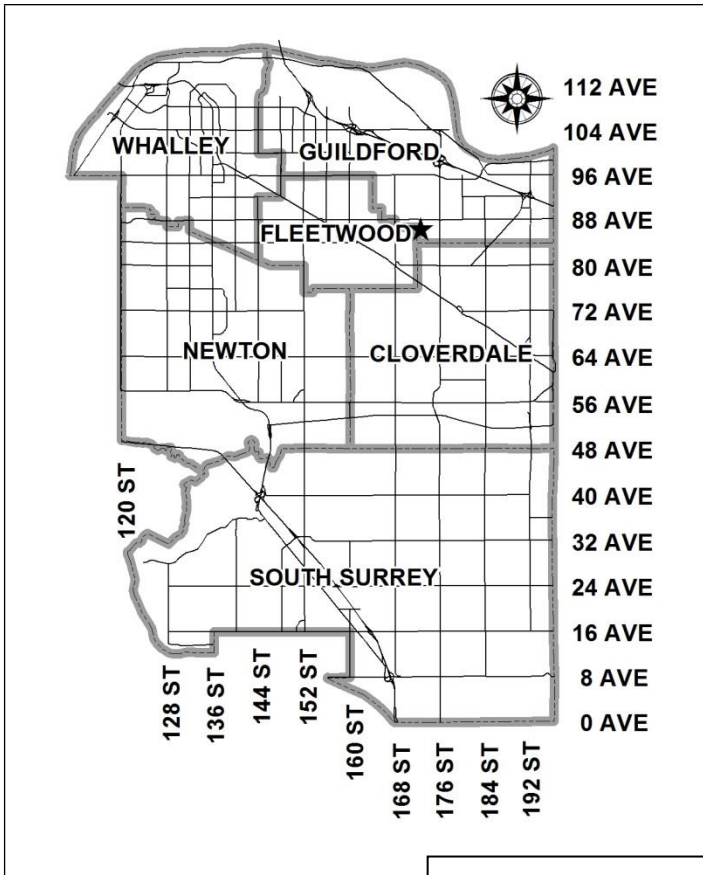 112 AVE
104 AVE
WHALLEY
GUILDFORD
96 AVE
88 AVE
FLEETWOOD
80 AVE
72 AVE
NEWTON
CLOVERDALE
64 AVE
56 AVE
48 AVE
120 ST
40 AVE
32 AVE
SOUTH SURREY
24 AVE
16 AVE
128 ST
136 ST
144 ST
152 ST
160 ST
8 AVE
0 AVE
168 ST
176 ST
184 ST
192 ST